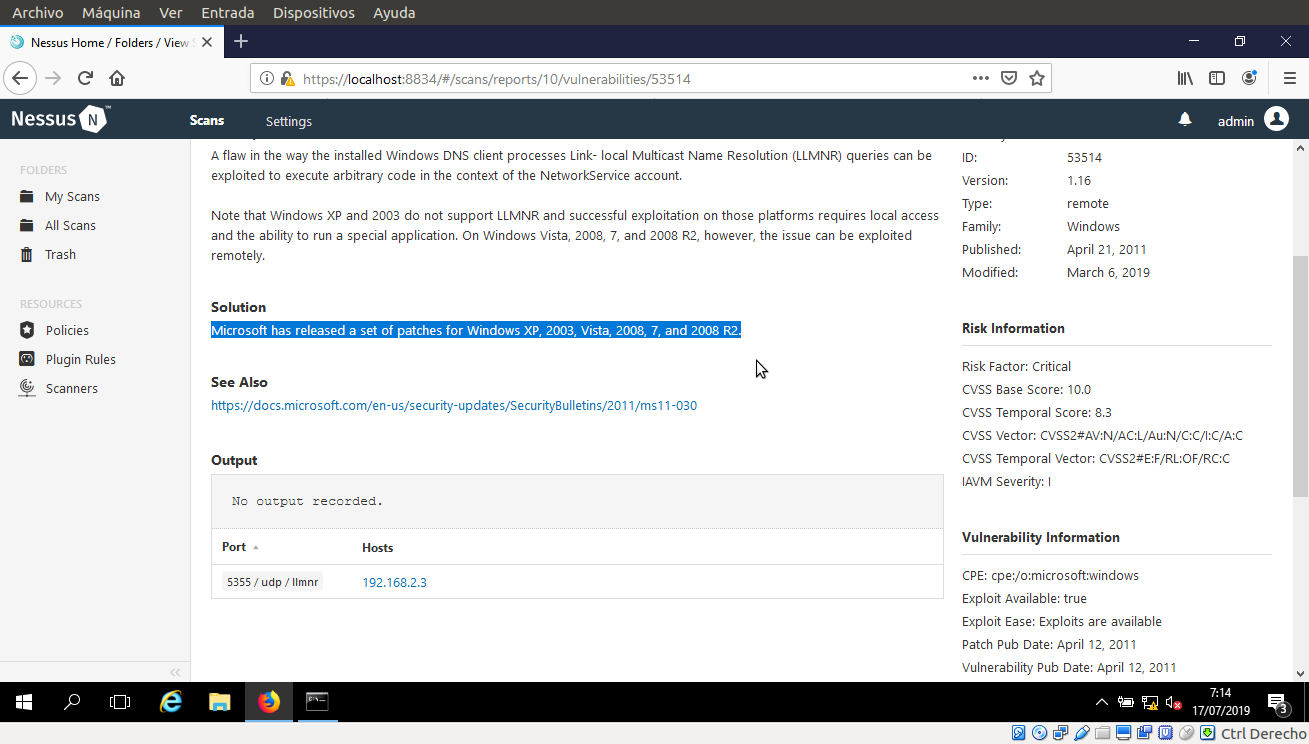 Archivo Máquina Ver Entrada Dispositivos Ayuda
Nessus Home / Folders / View
https://localhost:8834/#/scans/reports/10/vulnerabilities/53514
Nessus N ™
Scans
Settings
admin
FOLDERS
My Scans
All Scans
Trash
RESOURCES
Policies
Plugin Rules
Scanners
A flaw in the way the installed Windows DNS client processes Link- local Multicast Name Resolution (LLMNR) queries can be
exploited to execute arbitrary code in the context of the NetworkService account.
Note that Windows XP and 2003 do not support LLMNR and successful exploitation on those platforms requires local access
and the ability to run a special application. On Windows Vista, 2008, 7, and 2008 R2, however, the issue can be exploited
remotely.
Solution
Microsoft has released a set of patches for Windows XP, 2003, Vista, 2008, 7, and 2008 R2.
See Also
https://docs.microsoft.com/en-us/security-updates/SecurityBulletins/2011/ms11-030
Output
No output recorded.
Port Hosts
5355 / udp / llmnr 192.168.2.3
ID: 53514
Version: 1.16
Type: remote
Family: Windows
Published: April 21, 2011
Modified: March 6, 2019
Risk Information
Risk Factor: Critical
CVSS Base Score: 10.0
CVSS Temporal Score: 8.3
CVSS Vector: CVSS2#AV:N/AC:L/Au:N/C:C/I:C/A:C
CVSS Temporal Vector: CVSS2#E:F/RL:OF/RC:C
IAVM Severity: I
Vulnerability Information
CPE: cpe:/o:microsoft:windows
Exploit Available: true
Exploit Ease: Exploits are available
Patch Pub Date: April 12, 2011
Vulnerability Pub Date: April 12, 2011
7:14
17/07/2019
3
Ctrl Derecho